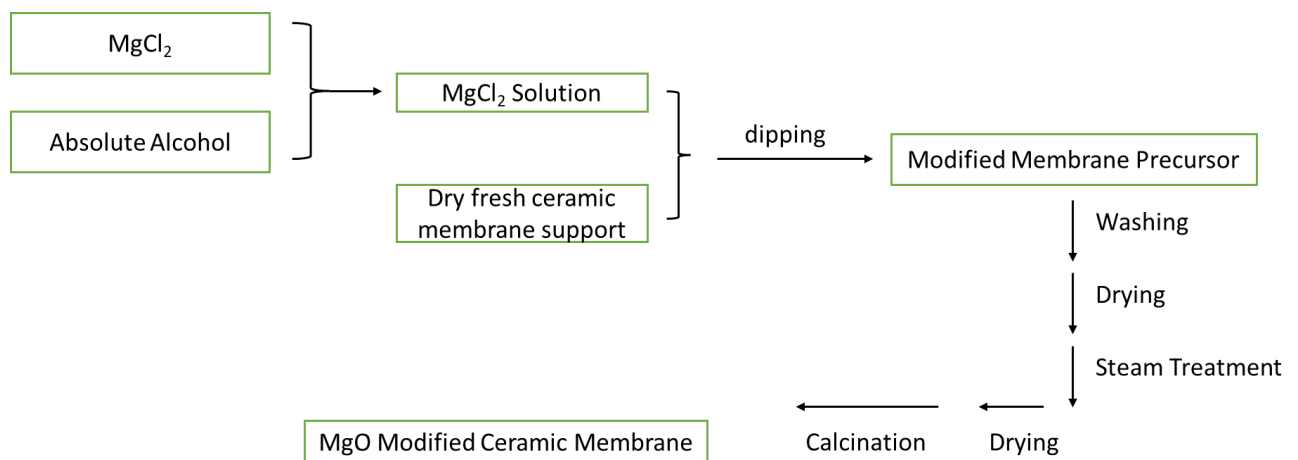 MgCl₂
Absolute Alcohol
MgCl₂ Solution
Dry fresh ceramic
membrane support
dipping
Modified Membrane Precursor
Washing
Drying
Steam Treatment
Drying
Calcination
MgO Modified Ceramic Membrane